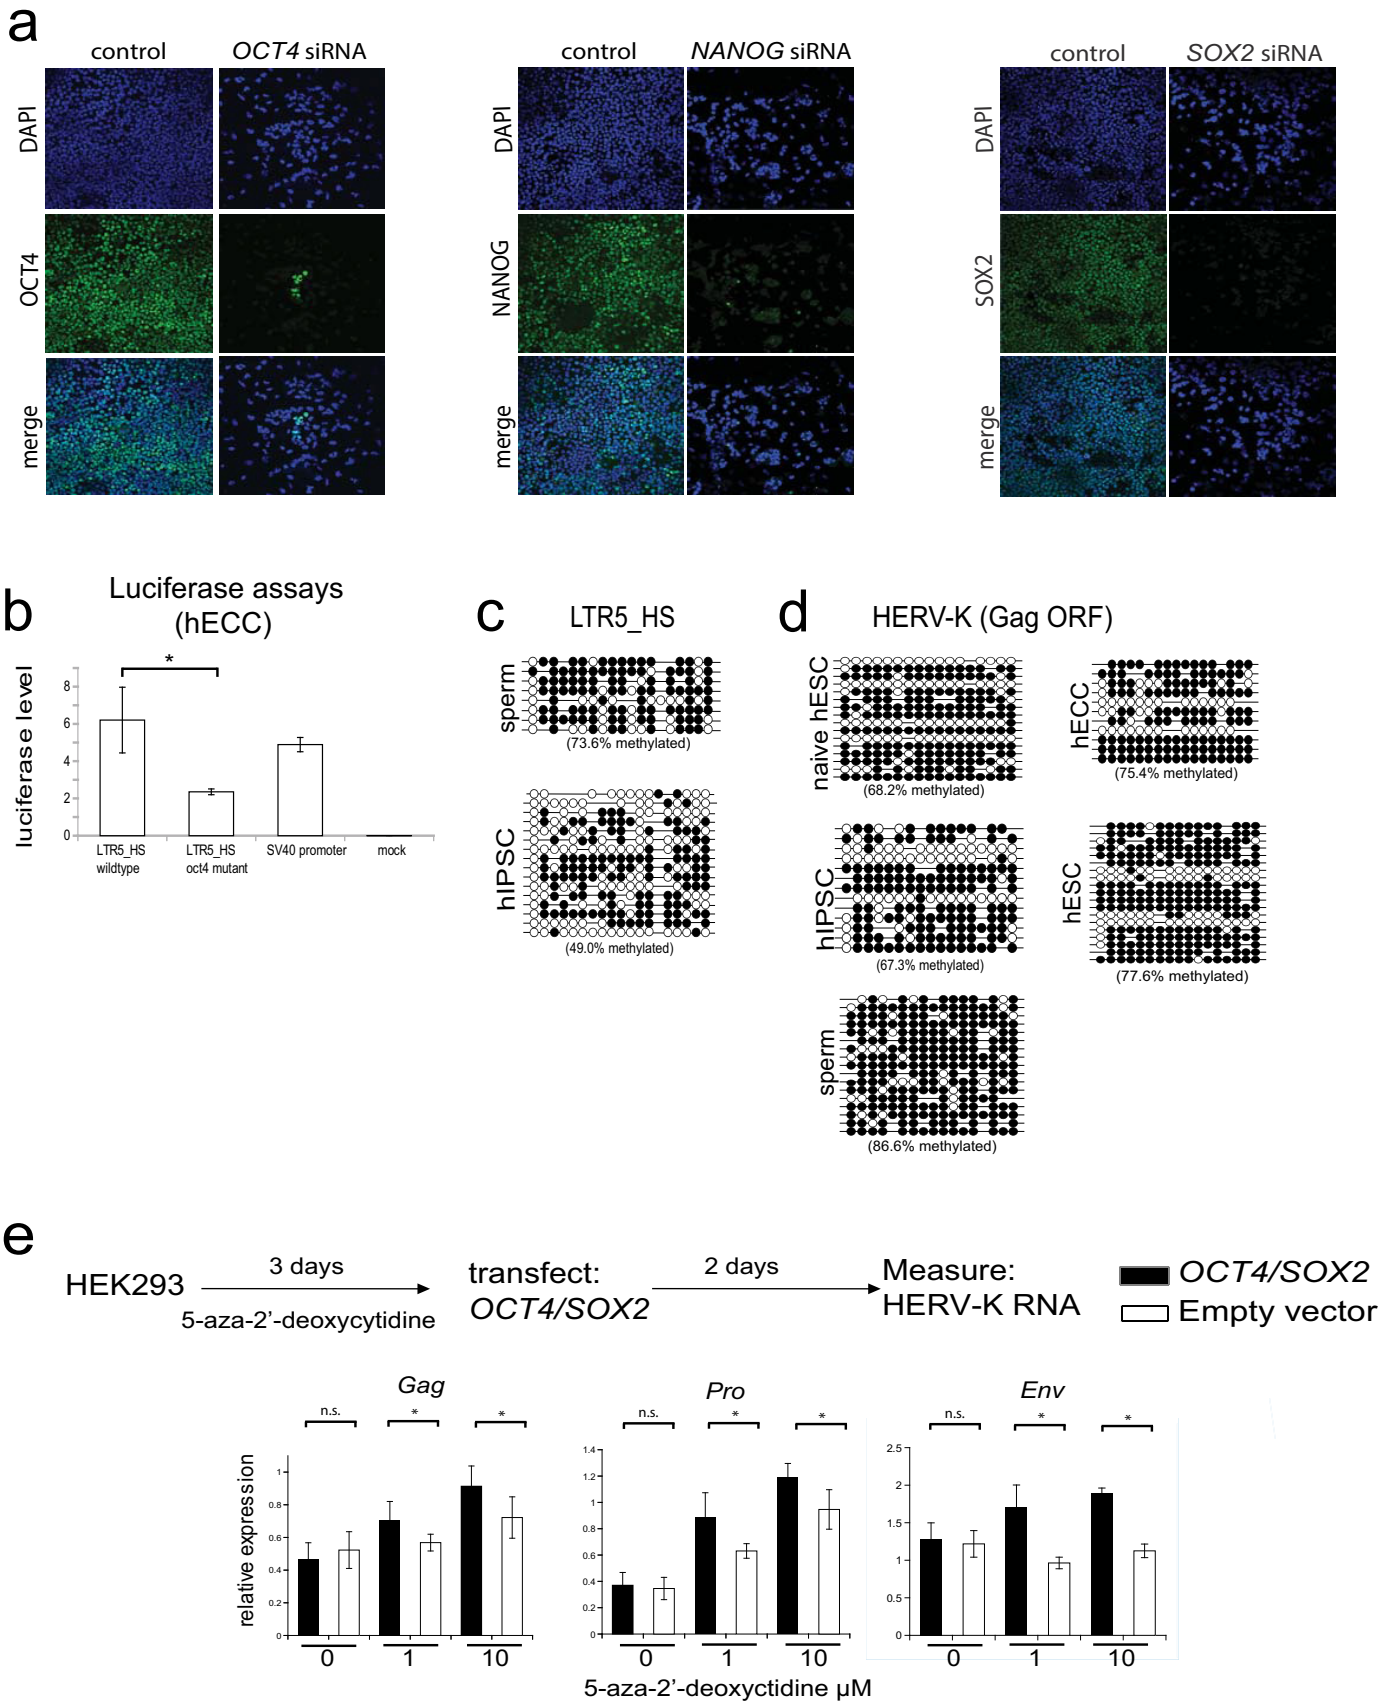 a
control
OCT4 siRNA
DAPI
OCT4
merge
control
NANOG siRNA
DAPI
NANOG
merge
control
SOX2 siRNA
DAPI
SOX2
merge
b
Luciferase assays
(hECC)
luciferase level
8
6
4
2
0
*
LTR5_HS
wildtype
LTR5_HS
oct4 mutant
SV40 promoter
mock
c
LTR5_HS
sperm
(73.6% methylated)
hIPSC
(49.0% methylated)
d
HERV-K (Gag ORF)
naive hESC
(68.2% methylated)
hECC
(75.4% methylated)
hIPSC
(67.3% methylated)
hESC
(77.6% methylated)
sperm
(86.6% methylated)
e
HEK293
3 days
5-aza-2’-deoxycytidine
transfect:
OCT4/SOX2
2 days
Measure:
HERV-K RNA
OCT4/SOX2
Empty vector
Gag
n.s.
*
*
relative expression
1
0.8
0.6
0.4
0.2
0
0
1
10
Pro
n.s.
*
*
1.4
1.2
1
0.8
0.6
0.4
0.2
0
0
1
10
Env
n.s.
*
*
2.5
2
1.5
1
0.5
0
0
1
10
5-aza-2’-deoxyctidine µM